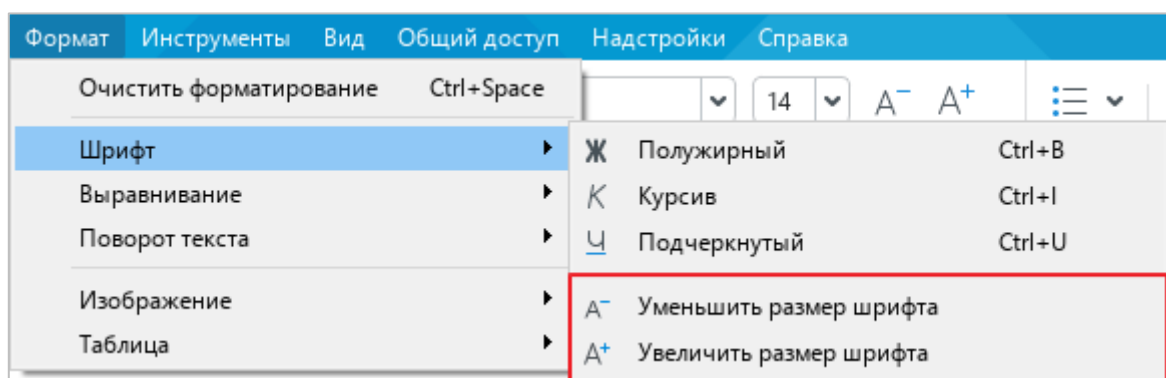 Формат Инструменты Вид Общий доступ Надстройки Справка
Очистить форматирование Ctrl+Space
14 A⁻ A⁺
Шрифт
Ж Полужирный Ctrl+B
Выравнивание
К Курсив Ctrl+I
Поворот текста
Ч Подчеркнутый Ctrl+U
Изображение
A⁻ Уменьшить размер шрифта
Таблица
A⁺ Увеличить размер шрифта